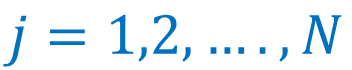 j = 1,2, … . , N